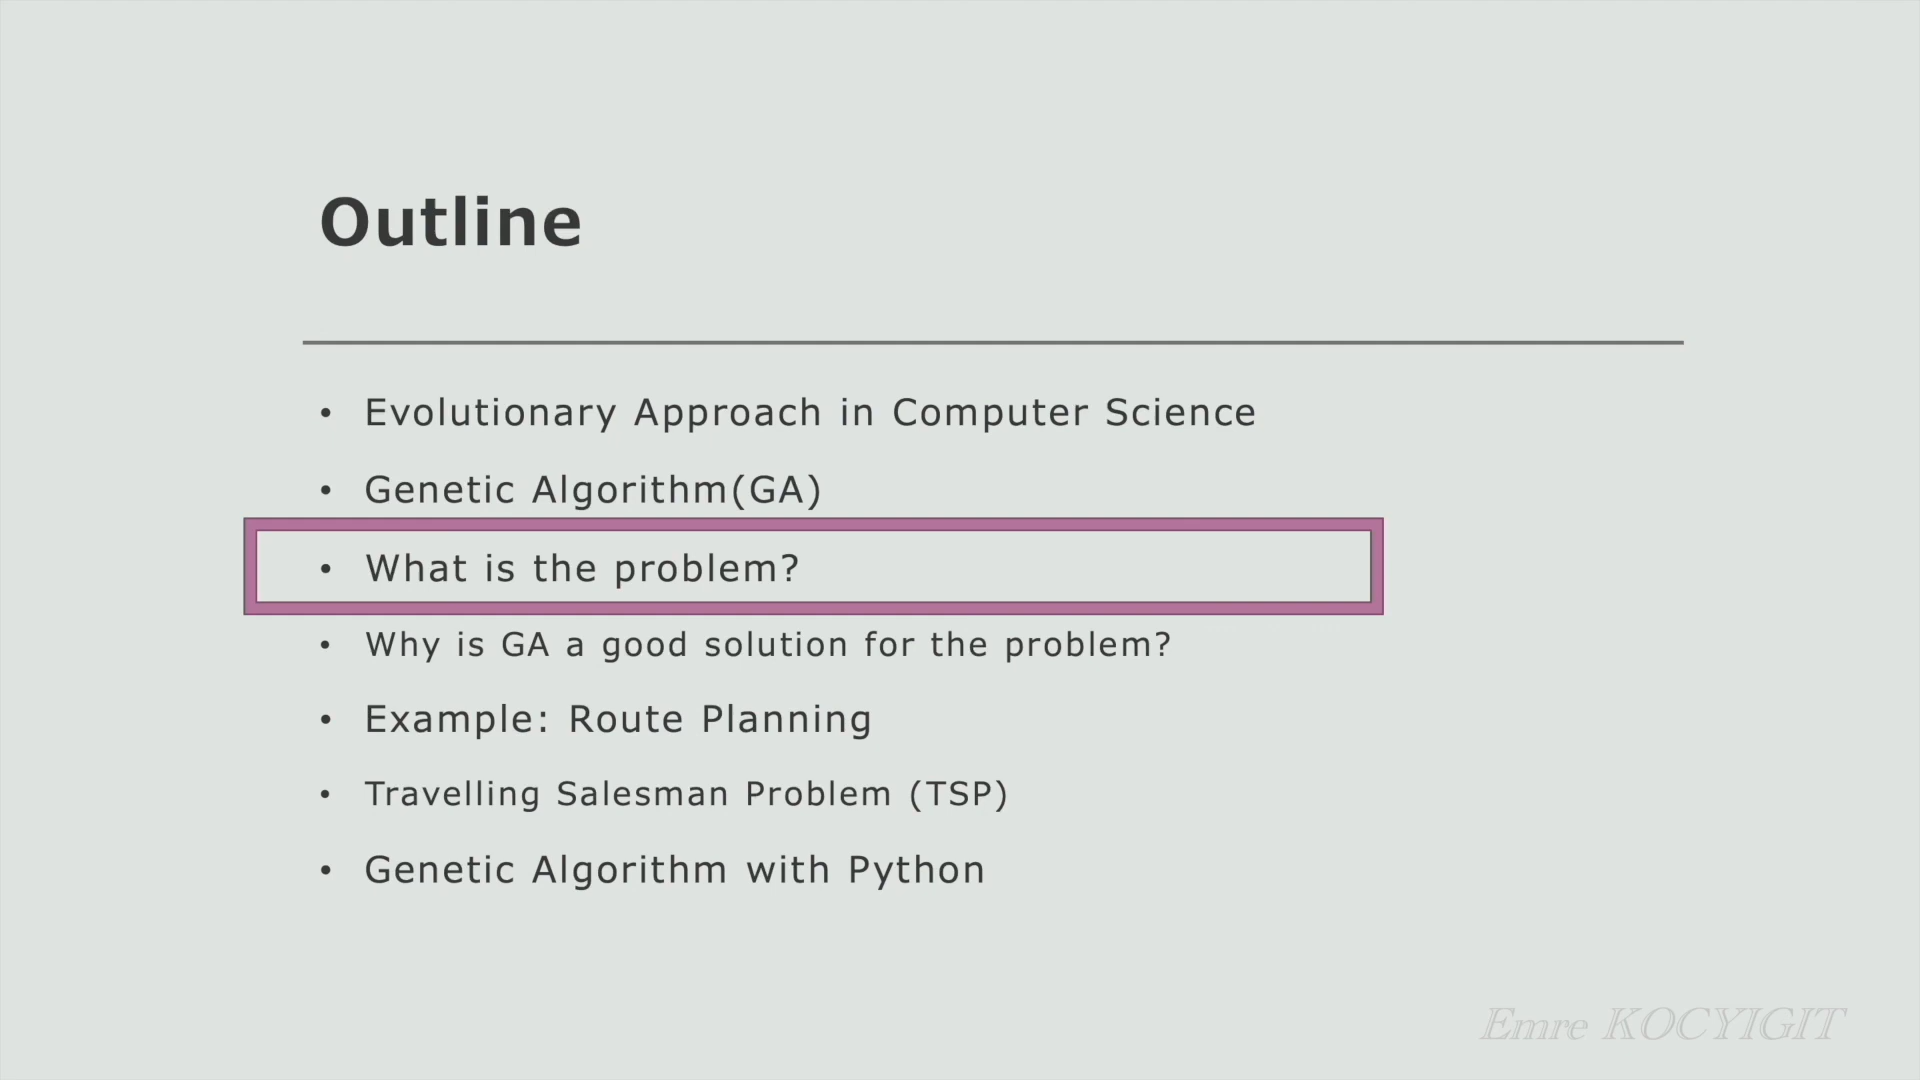 Outline
• Evolutionary Approach in Computer Science
• Genetic Algorithm(GA)
• What is the problem?
• Why is GA a good solution for the problem?
• Example: Route Planning
• Travelling Salesman Problem (TSP)
• Genetic Algorithm with Python
Emre KOCYIGIT